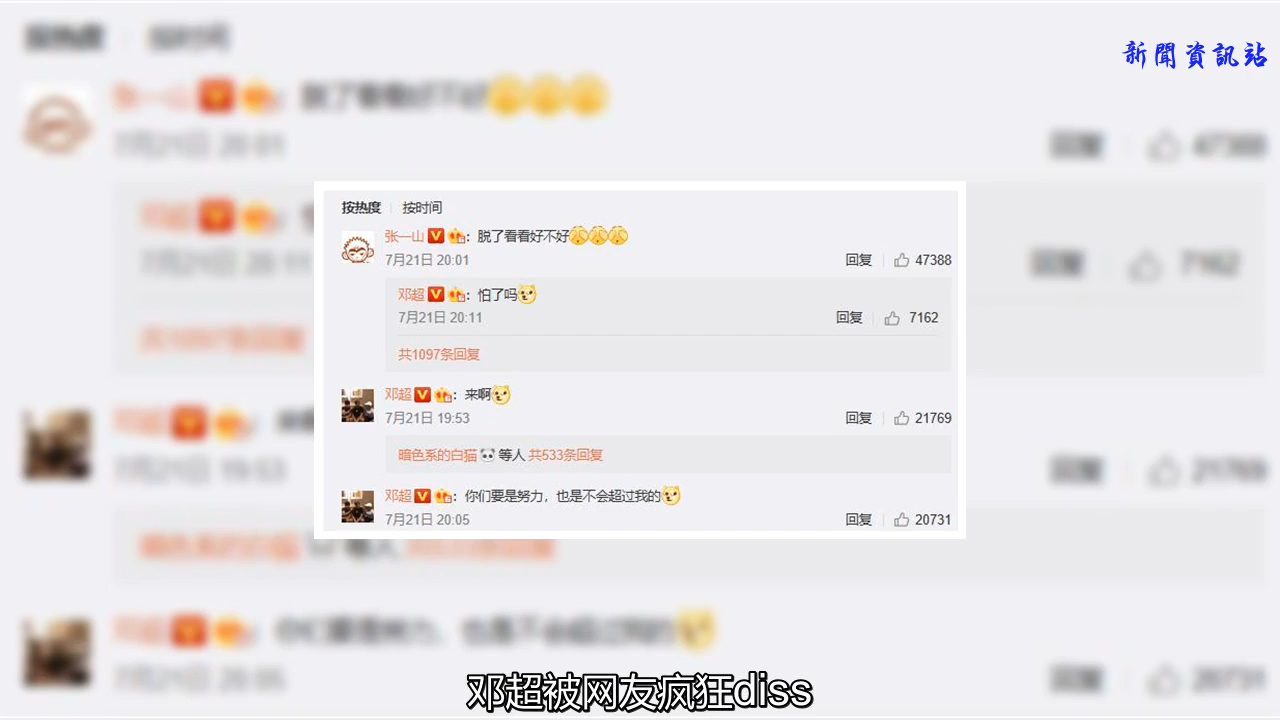 新聞資訊站
按热度 按时间
张一山：脱了看看好不好
7月21日 20:01 回复 47388
邓超：怕了吗
7月21日 20:11 回复 7162
共1097条回复
邓超：来啊
7月21日 19:53 回复 21769
暗色系的白猫 等人 共533条回复
邓超：你们要是努力，也是不会超过我的
7月21日 20:05 回复 20731
邓超被网友疯狂diss